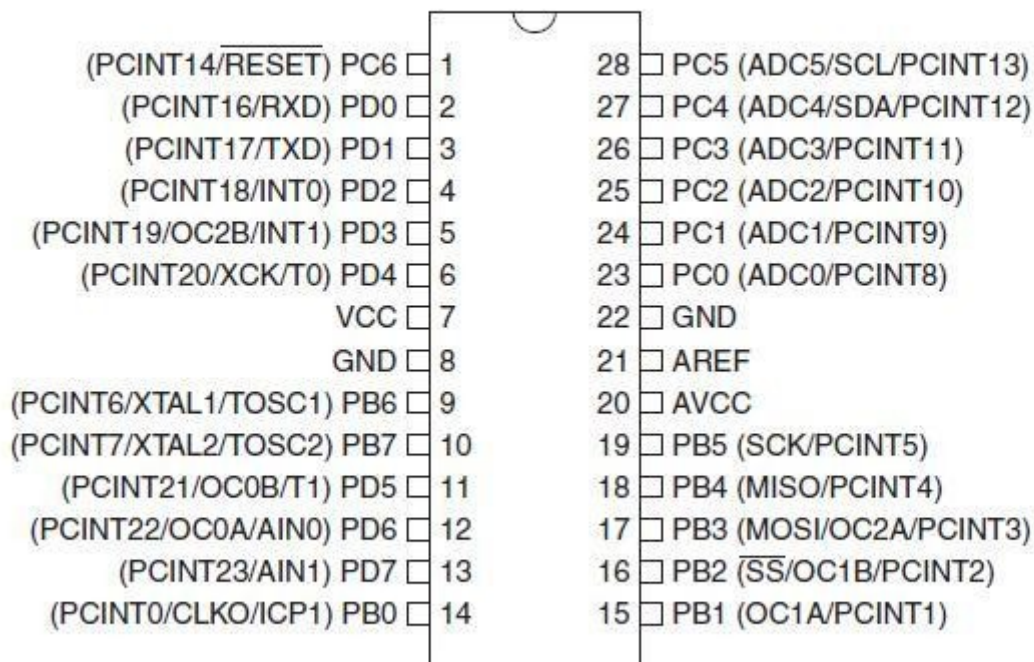 (PCINT14/RESET) PC6 1 28 PC5 (ADC5/SCL/PCINT13)
(PCINT16/RXD) PD0 2 27 PC4 (ADC4/SDA/PCINT12)
(PCINT17/TXD) PD1 3 26 PC3 (ADC3/PCINT11)
(PCINT18/INT0) PD2 4 25 PC2 (ADC2/PCINT10)
(PCINT19/OC2B/INT1) PD3 5 24 PC1 (ADC1/PCINT9)
(PCINT20/XCK/T0) PD4 6 23 PC0 (ADC0/PCINT8)
VCC 7 22 GND
GND 8 21 AREF
(PCINT6/XTAL1/TOSC1) PB6 9 20 AVCC
(PCINT7/XTAL2/TOSC2) PB7 10 19 PB5 (SCK/PCINT5)
(PCINT21/OC0B/T1) PD5 11 18 PB4 (MISO/PCINT4)
(PCINT22/OC0A/AIN0) PD6 12 17 PB3 (MOSI/OC2A/PCINT3)
(PCINT23/AIN1) PD7 13 16 PB2 (SS/OC1B/PCINT2)
(PCINT0/CLKO/ICP1) PB0 14 15 PB1 (OC1A/PCINT1)